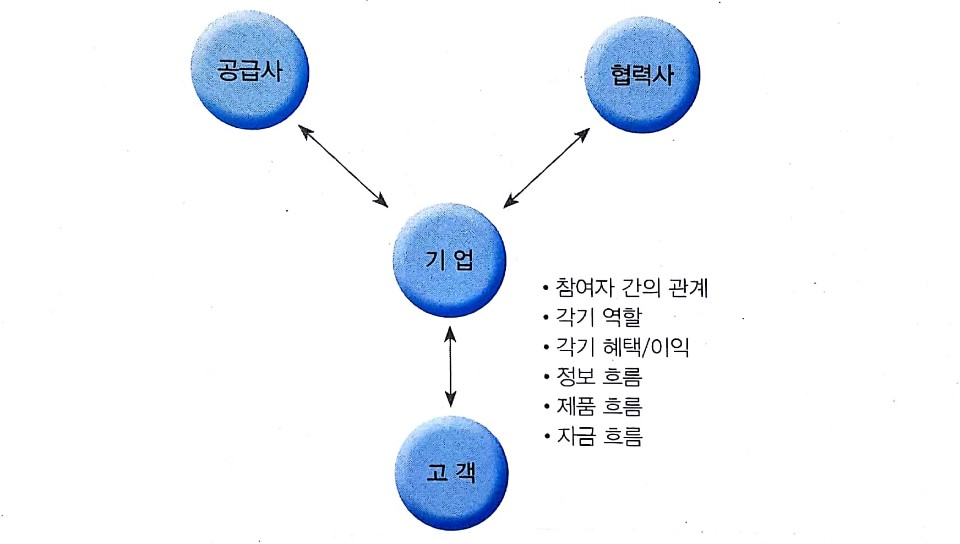 공급사
협력사
기 업
• 참여자 간의 관계
• 각기 역할
• 각기 혜택/이익
• 정보 흐름
• 제품 흐름
• 자금 흐름
고 객